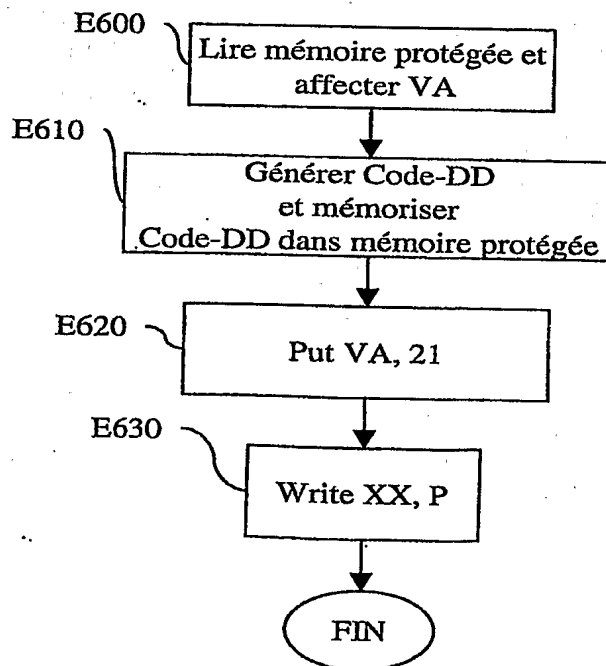 E600
Lire mémoire protégée et
affecter VA
E610
Générer Code-DD
et mémoriser
Code-DD dans mémoire protégée
E620
Put VA, 21
E630
Write XX, P
FIN